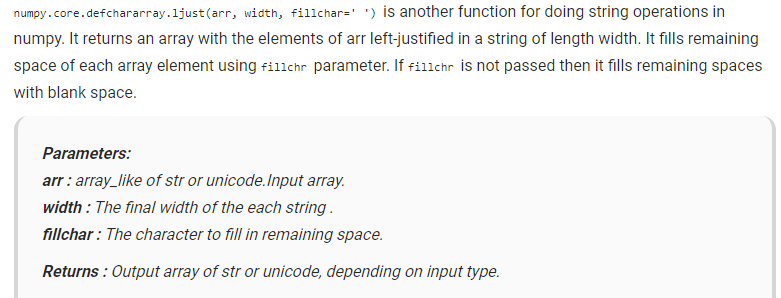 numpy.core.defchararray.ljust(arr, width, fillchar=' ') is another function for doing string operations in
numpy. It returns an array with the elements of arr left-justified in a string of length width. It fills remaining
space of each array element using fillchr parameter. If fillchr is not passed then it fills remaining spaces
with blank space.
Parameters:
arr : array_like of str or unicode.Input array.
width : The final width of the each string .
fillchar : The character to fill in remaining space.
Returns : Output array of str or unicode, depending on input type.